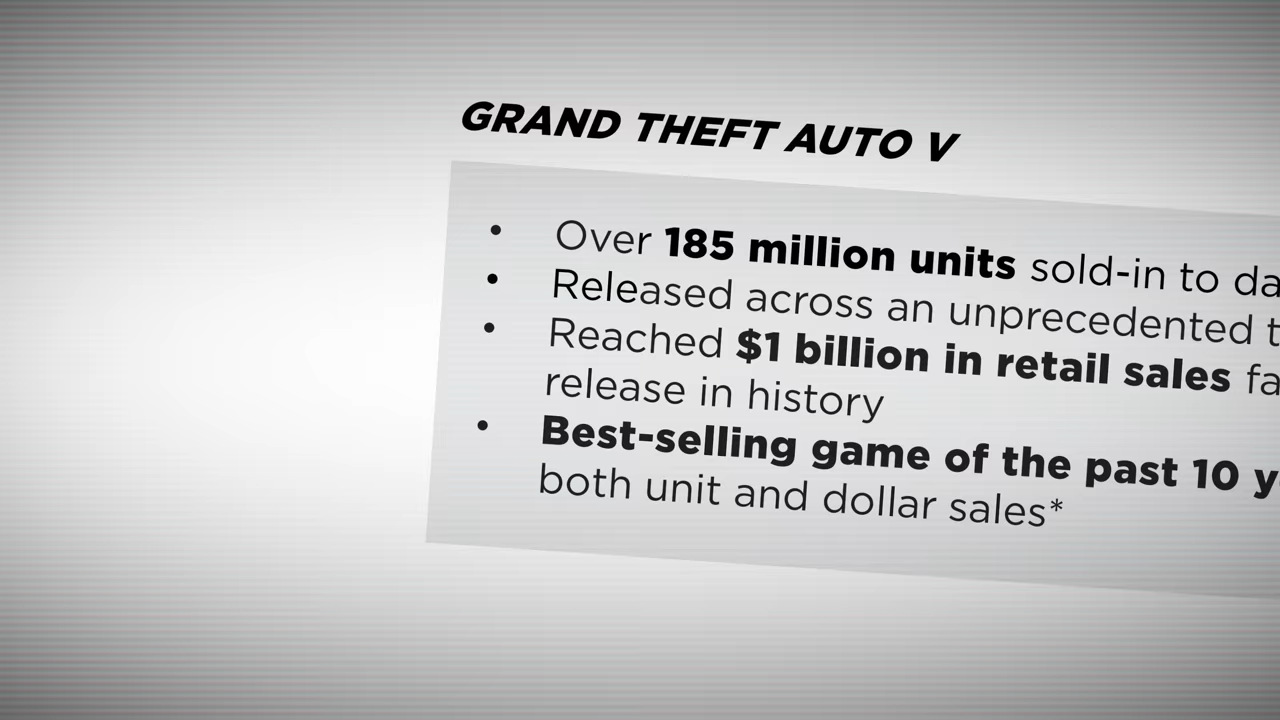 GRAND THEFT AUTO V
• Over 185 million units sold-in to
• Released across an unprecedented
• Reached $1 billion in retail sales
release in history
• Best-selling game of the past 10
both unit and dollar sales*